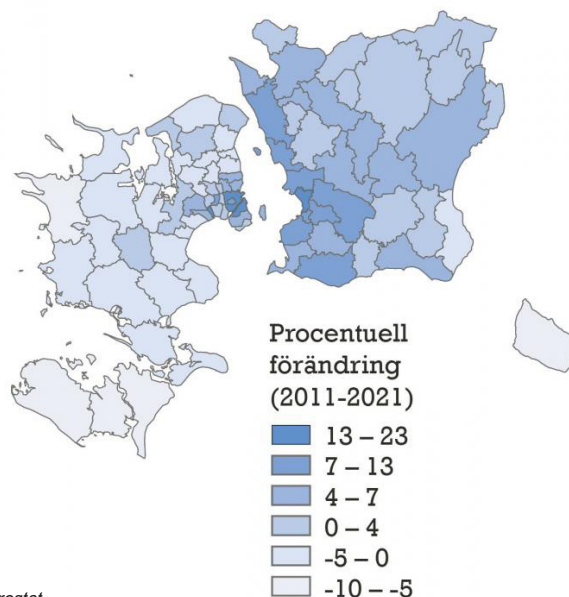 Procentuell
förändring
(2011-2021)
13 – 23
7 – 13
4 – 7
0 – 4
-5 – 0
-10 – -5